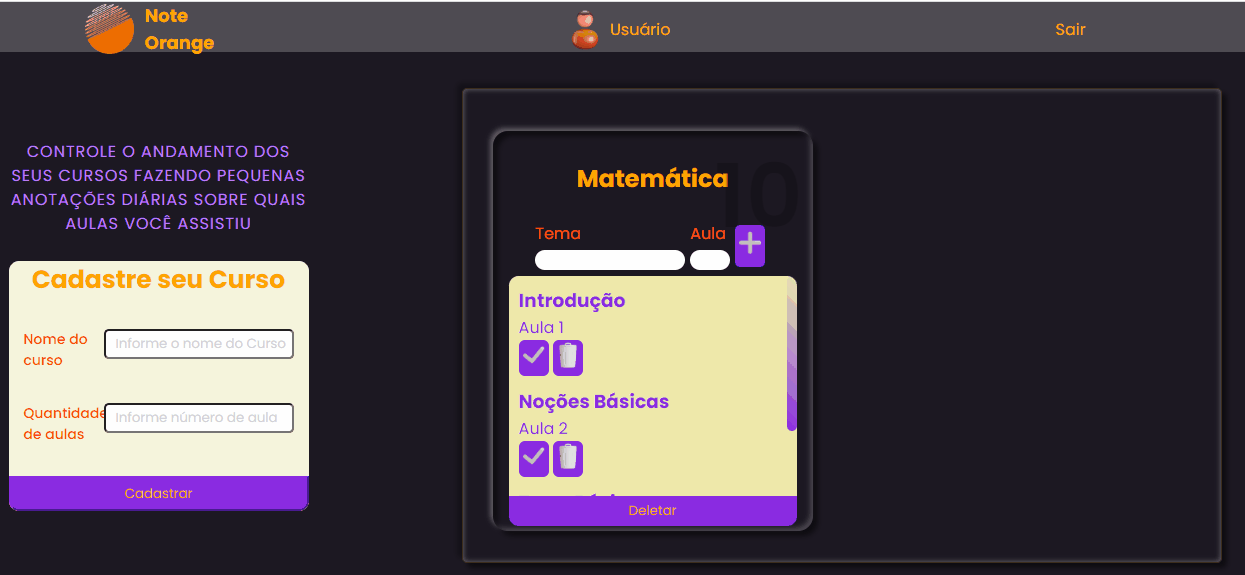 Note
Orange
Usuário
Sair
CONTROLE O ANDAMENTO DOS
SEUS CURSOS FAZENDO PEQUENAS
ANOTAÇÕES DIÁRIAS SOBRE QUAIS
AULAS VOCÊ ASSISTIU
Cadastre seu Curso
Nome do
curso
Informe o nome do Curso
Quantidade
de aulas
Informe número de aula
Cadastrar
10
Matemática
Tema
Aula
Introdução
Aula 1
Noções Básicas
Aula 2
Deletar